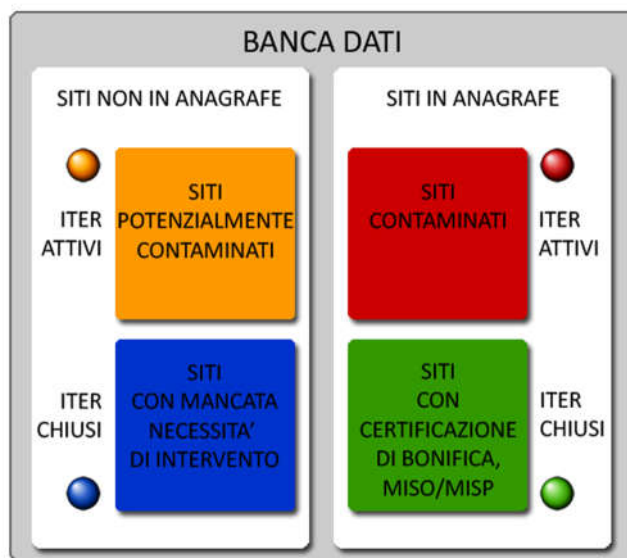 BANCA DATI
SITI NON IN ANAGRAFE
ITER
ATTIVI
SITI
POTENZIALMENTE
CONTAMINATI
ITER
CHIUSI
SITI
CON MANCATA
NECESSITA'
DI INTERVENTO
SITI IN ANAGRAFE
SITI
CONTAMINATI
ITER
ATTIVI
SITI
CON
CERTIFICAZIONE
DI BONIFICA,
MISO/MISP
ITER
CHIUSI